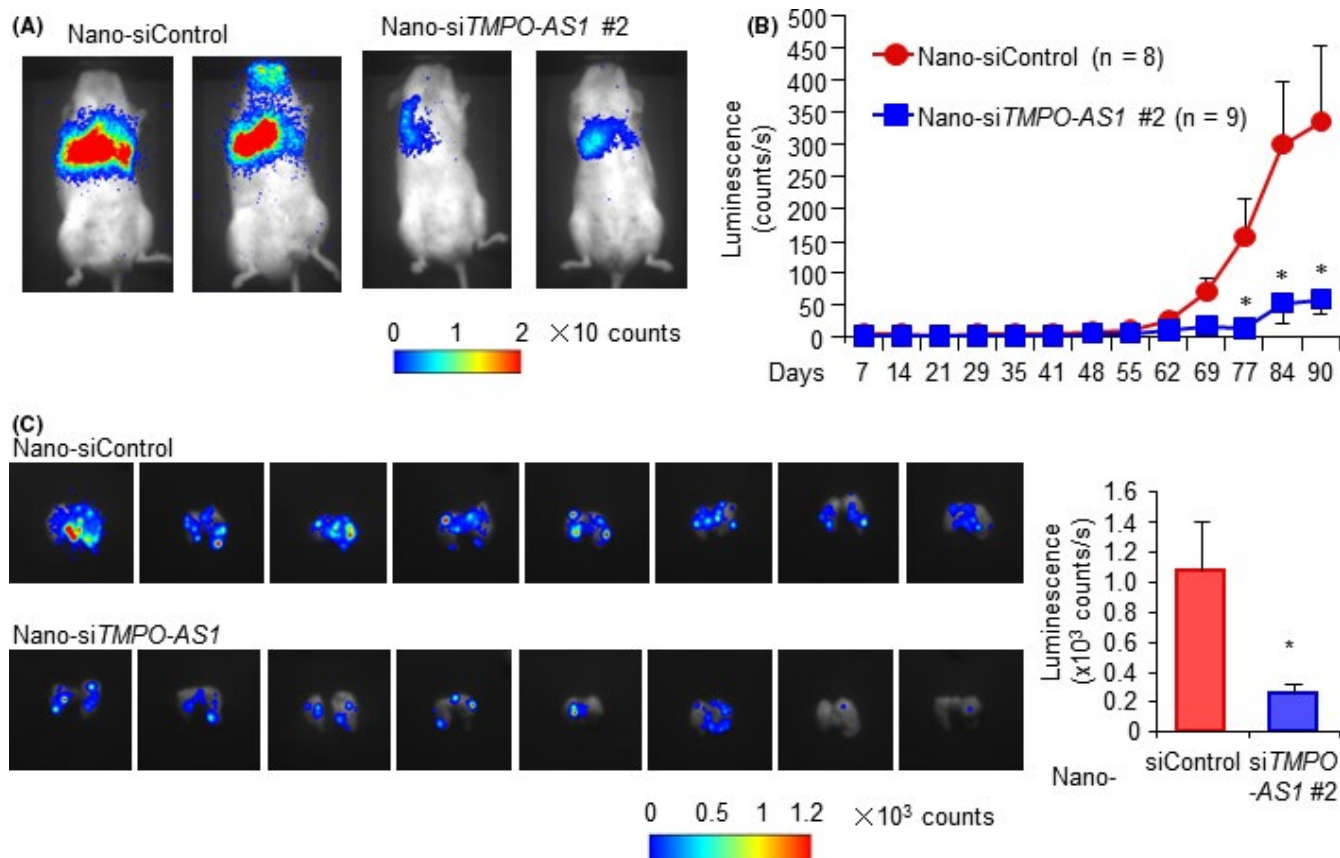 (A)
Nano-siControl
Nano-siTMPO-AS1 #2
0 1 2 ×10 counts
(B)
Luminescence
(counts/s)
500
450
400
350
300
250
200
150
100
50
0
Nano-siControl (n = 8)
Nano-siTMPO-AS1 #2 (n = 9)
*
*
*
Days 7 14 21 29 35 41 48 55 62 69 77 84 90
(C)
Nano-siControl
Nano-siTMPO-AS1
0 0.5 1 1.2 ×10³ counts
Luminescence
(x10³ counts/s)
1.6
1.4
1.2
1.0
0.8
0.6
0.4
0.2
0
*
Nano-
siControl
siTMPO
-AS1 #2